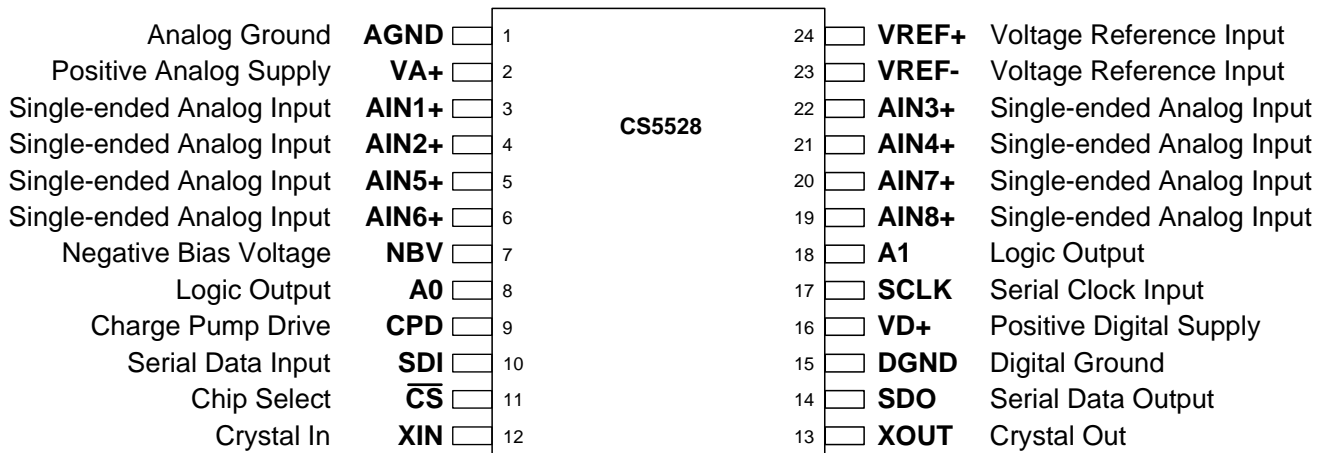 Analog Ground AGND 1 24 VREF+ Voltage Reference Input
Positive Analog Supply VA+ 2 23 VREF- Voltage Reference Input
Single-ended Analog Input AIN1+ 3 22 AIN3+ Single-ended Analog Input
CS5528
Single-ended Analog Input AIN2+ 4 21 AIN4+ Single-ended Analog Input
Single-ended Analog Input AIN5+ 5 20 AIN7+ Single-ended Analog Input
Single-ended Analog Input AIN6+ 6 19 AIN8+ Single-ended Analog Input
Negative Bias Voltage NBV 7 18 A1 Logic Output
Logic Output A0 8 17 SCLK Serial Clock Input
Charge Pump Drive CPD 9 16 VD+ Positive Digital Supply
Serial Data Input SDI 10 15 DGND Digital Ground
Chip Select C̅S̅ 11 14 SDO Serial Data Output
Crystal In XIN 12 13 XOUT Crystal Out